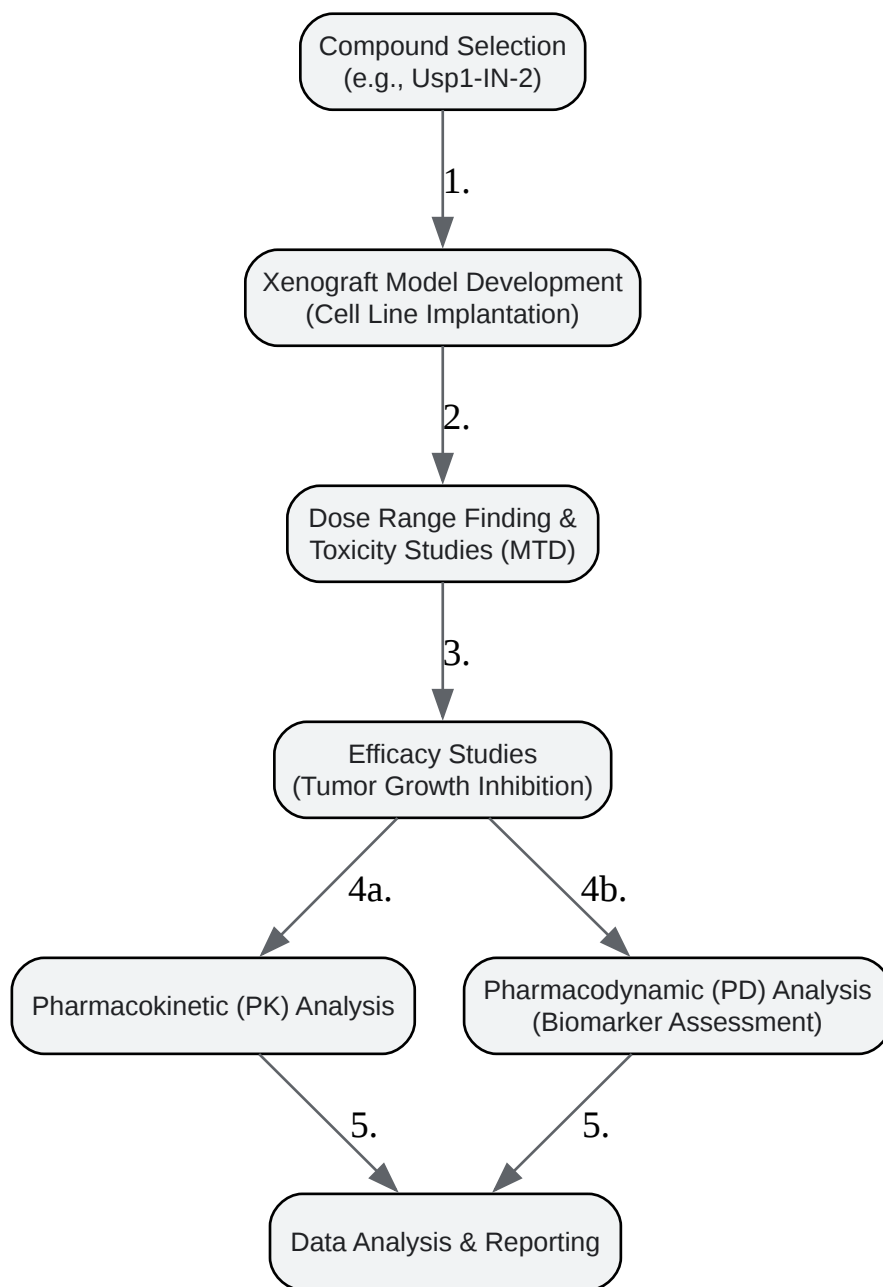 Compound Selection
(e.g., Usp1-IN-2)
1.
Xenograft Model Development
(Cell Line Implantation)
2.
Dose Range Finding &
Toxicity Studies (MTD)
3.
Efficacy Studies
(Tumor Growth Inhibition)
4a.
4b.
Pharmacokinetic (PK) Analysis
Pharmacodynamic (PD) Analysis
(Biomarker Assessment)
5.
5.
Data Analysis & Reporting